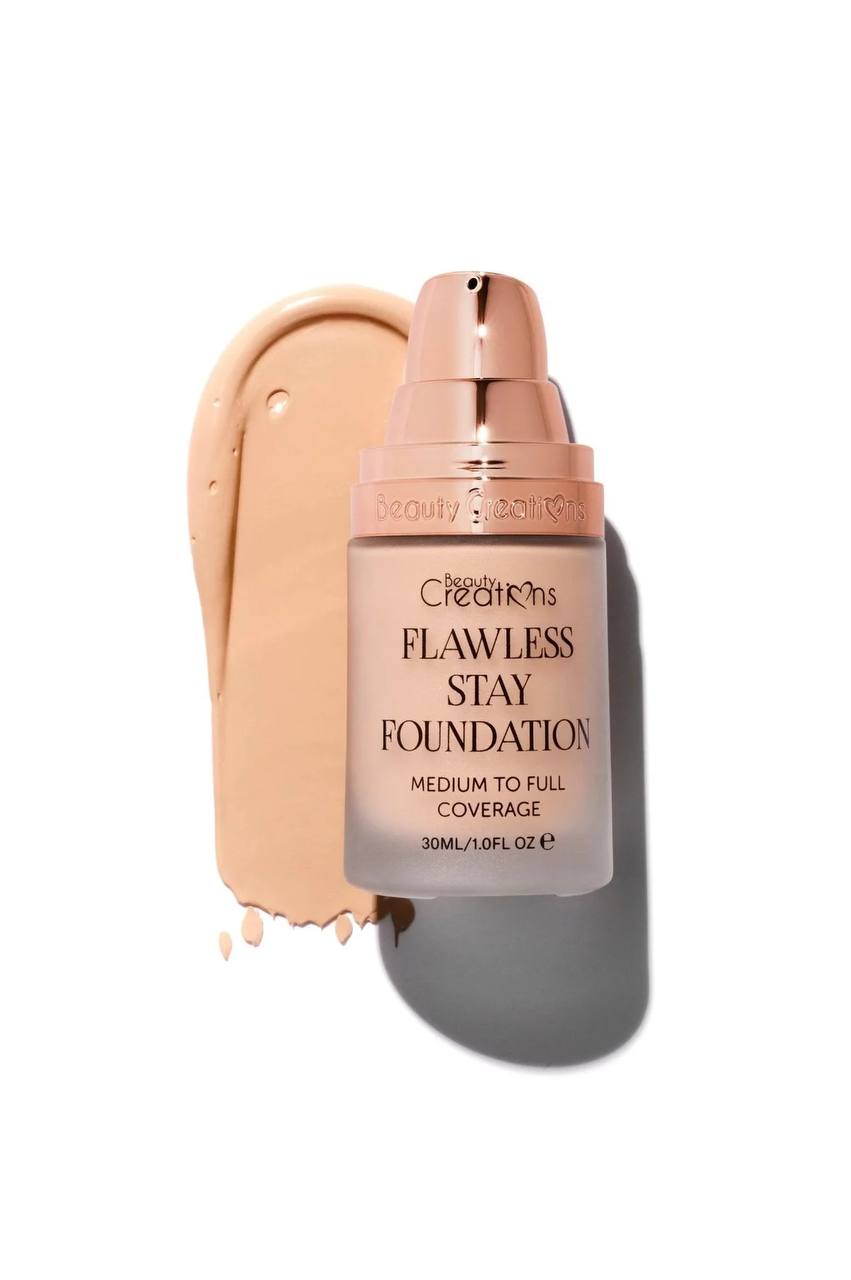 Beauty Creations
Beauty
Creations
FLAWLESS
STAY
FOUNDATION
MEDIUM TO FULL
COVERAGE
30ML/1.0FL OZ ℮